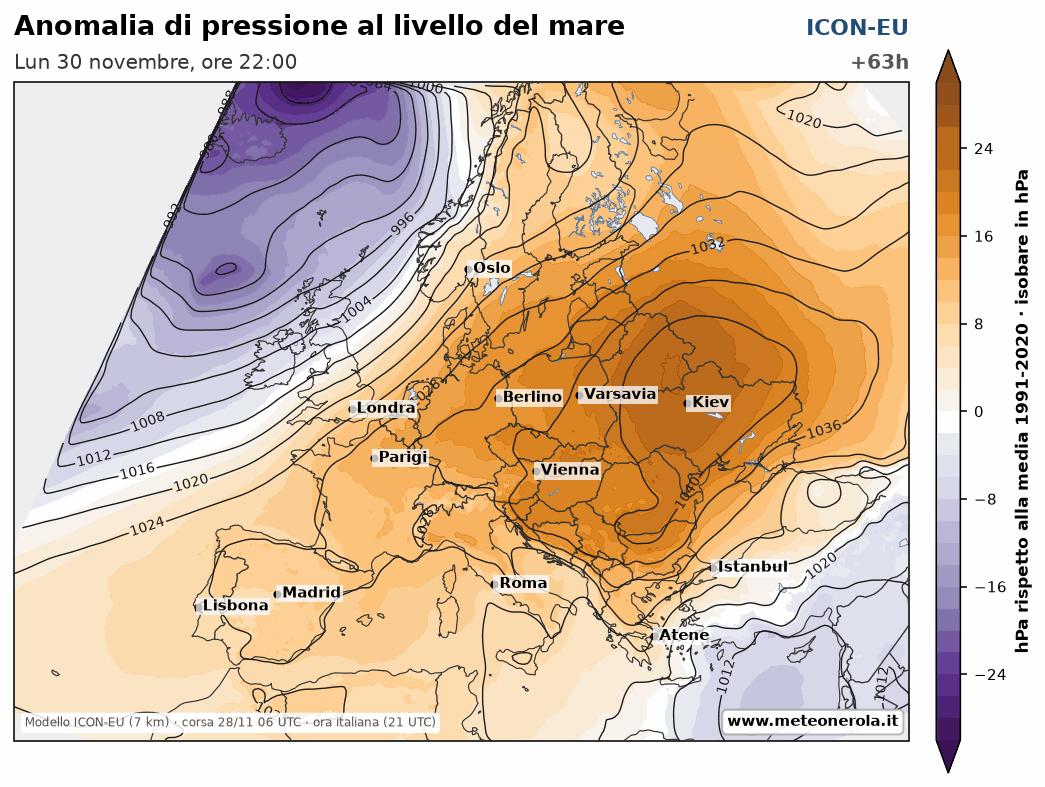 Anomalia di pressione al livello del mare
ICON-EU
Lun 30 novembre, ore 22:00
+63h
984
1000
988
980
1020
992
996
1032
Oslo
1004
1028
Londra
Berlino
Varsavia
Kiev
1008
1036
1012
Parigi
1016
Vienna
1020
1040
1024
1028
1020
Istanbul
Roma
Madrid
Lisbona
Atene
1012
1012
Modello ICON-EU (7 km) · corsa 28/11 06 UTC · ora italiana (21 UTC)
www.meteonerola.it
24
16
8
0
−8
−16
−24
hPa rispetto alla media 1991-2020 · isobare in hPa